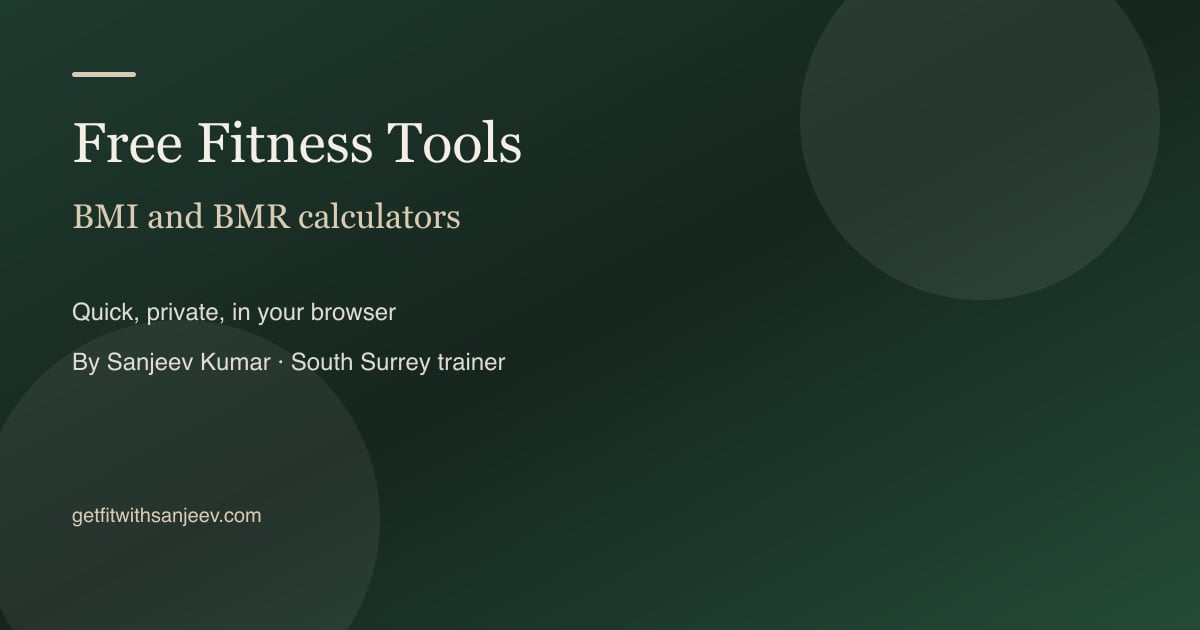 Free Fitness Tools
BMI and BMR calculators
Quick, private, in your browser
By Sanjeev Kumar · South Surrey trainer
getfitwithsanjeev.com